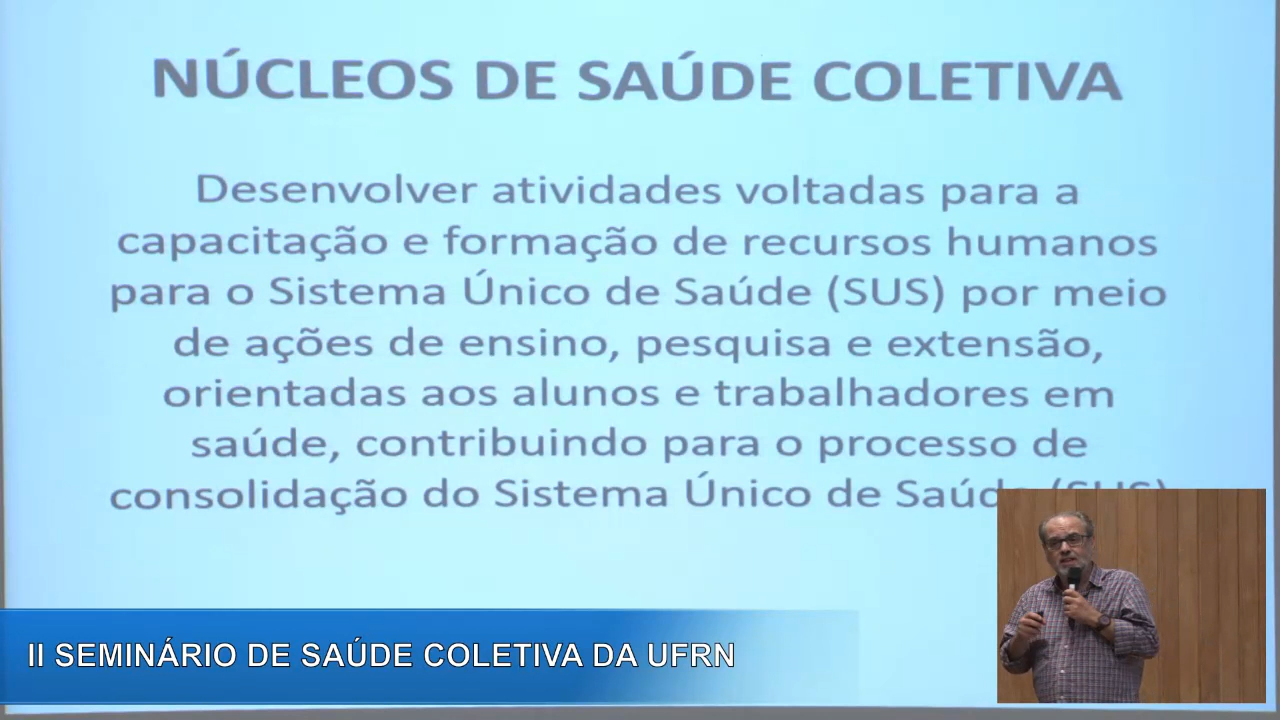 NÚCLEOS DE SAÚDE COLETIVA
Desenvolver atividades voltadas para a
capacitação e formação de recursos humanos
para o Sistema Único de Saúde (SUS) por meio
de ações de ensino, pesquisa e extensão,
orientadas aos alunos e trabalhadores em
saúde, contribuindo para o processo de
consolidação do Sistema Único de Saúde (SUS)
II SEMINÁRIO DE SAÚDE COLETIVA DA UFRN